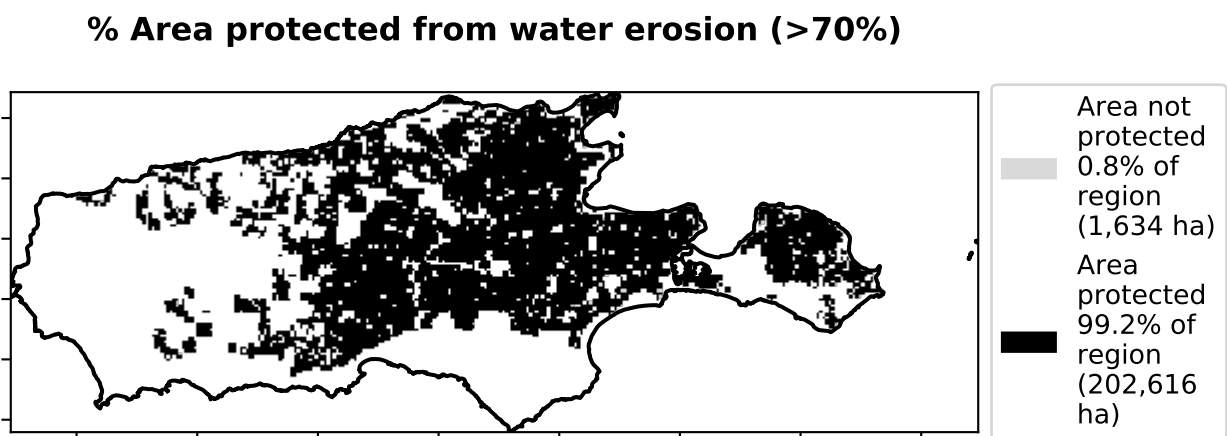 % Area protected from water erosion (>70%)
Area not
protected
0.8% of
region
(1,634 ha)
Area
protected
99.2% of
region
(202,616
ha)